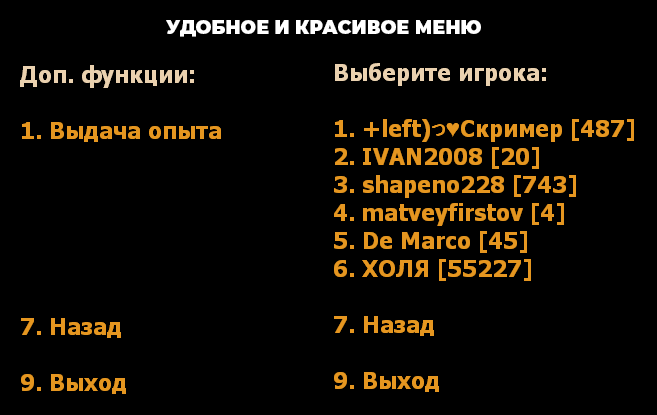 УДОБНОЕ И КРАСИВОЕ МЕНЮ
Доп. функции:
1. Выдача опыта
7. Назад
9. Выход
Выберите игрока:
1. +left)つ♥Скример [487]
2. IVAN2008 [20]
3. shapeno228 [743]
4. matveyfirstov [4]
5. De Marco [45]
6. ХОЛЯ [55227]
7. Назад
9. Выход